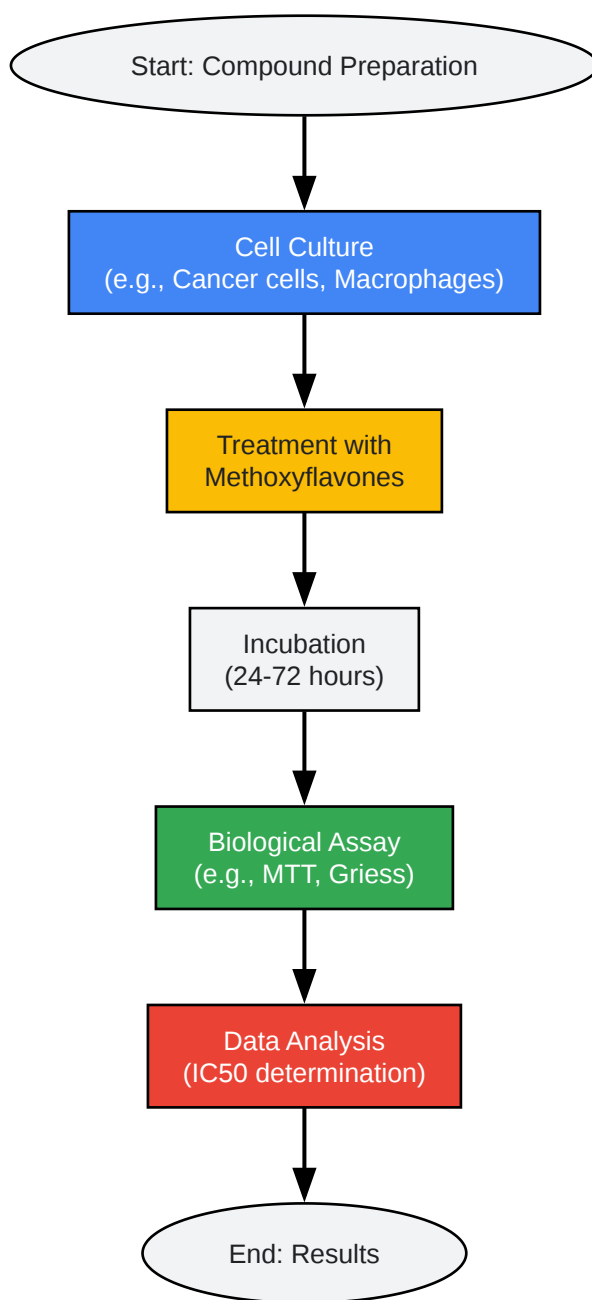 Start: Compound Preparation
Cell Culture
(e.g., Cancer cells, Macrophages)
Treatment with
Methoxyflavones
Incubation
(24-72 hours)
Biological Assay
(e.g., MTT, Griess)
Data Analysis
(IC50 determination)
End: Results